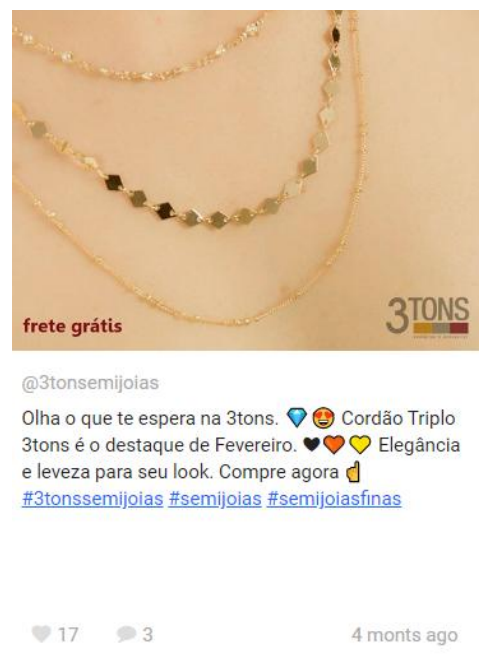 frete grátis
3TONS
@3tonsemijoias
Olha o que te espera na 3tons. 💎 😍 Cordão Triplo
3tons é o destaque de Fevereiro. 🖤🧡💛 Elegância
e leveza para seu look. Compre agora ☝
#3tonssemijoias #semijoias #semijoiasfinas
17 3 4 monts ago